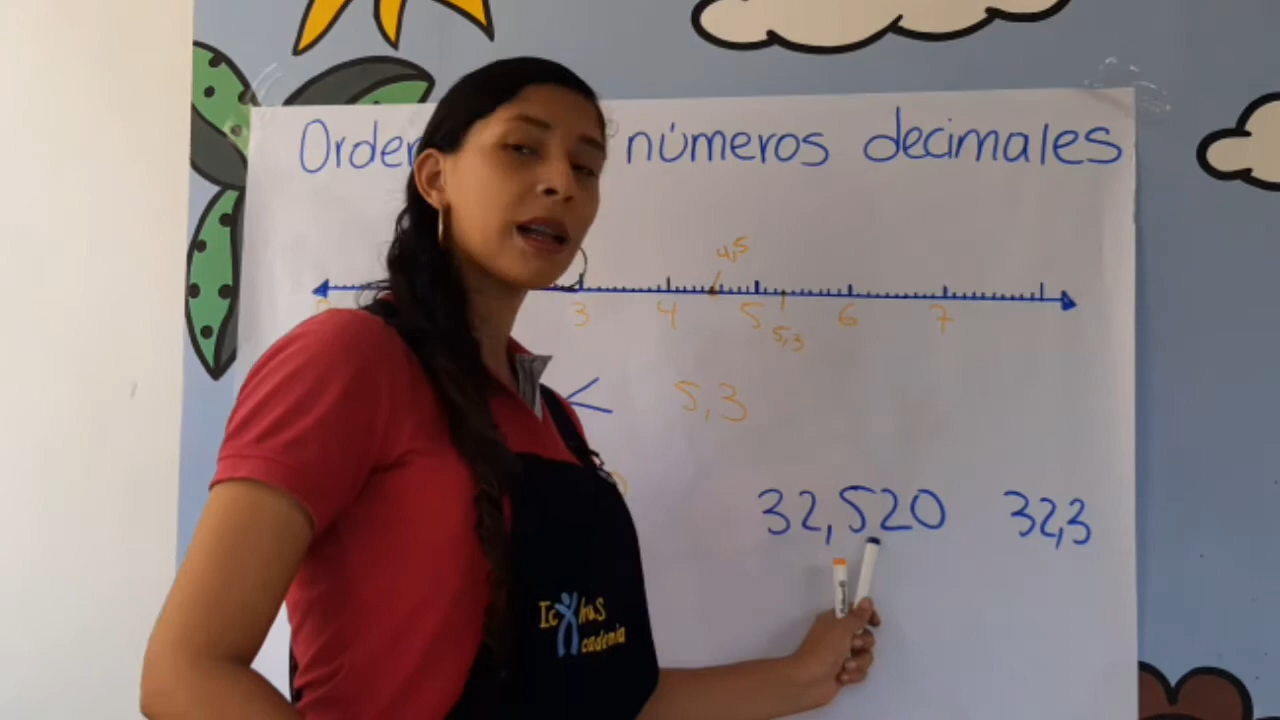 Orden números decimales
4,5
3 4 5 6 7
5,3
< 5,3
32,520 32,3
Icthus
Academia